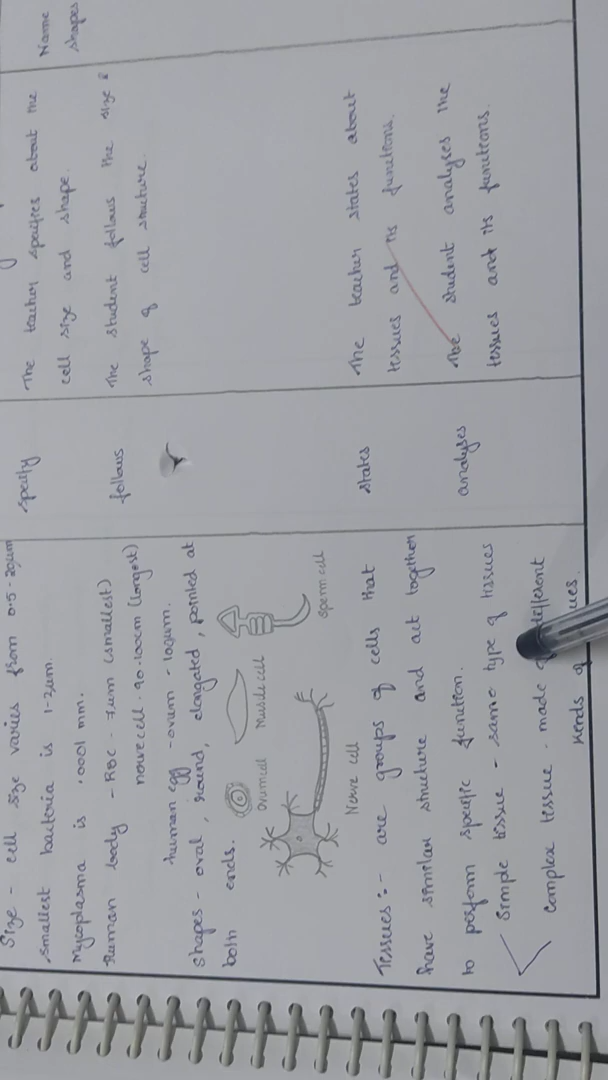 Size - cell size varies from 0.5 - 20µm
smallest bacteria is 1-2µm.
Mycoplasma is .0001 mm.
Human body - RBC - 7µm (smallest)
nerve cell - 90-100cm (longest)
human egg - ovum - 100µm.
shapes - oval, round, elongated, pointed at
both ends.
Ovum cell
Muscle cell
Sperm cell
Nerve cell
Tissues :- are groups of cells that
have similar structure and act together
to perform specific function.
Simple tissue - same type of tissues
Complex tissue - made different
kinds of
specify
follows
states
analyses
The teacher specifies about the
cell size and shape.
The student follows the size &
shape of cell structure.
The teacher states about
tissues and its functions.
The student analyses the
tissues and its functions.
Name
shapes